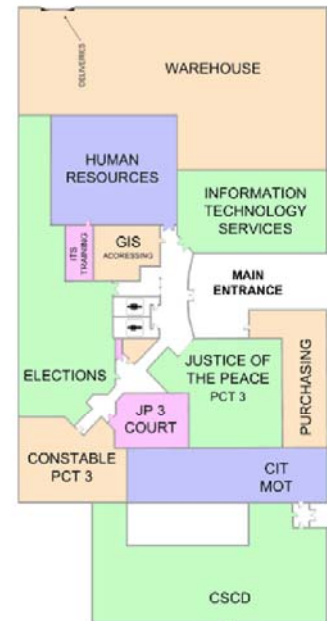 DELIVERIES
WAREHOUSE
HUMAN
RESOURCES
INFORMATION
TECHNOLOGY
SERVICES
ITS
TRAINING
GIS
ADDRESSING
MAIN
ENTRANCE
ELECTIONS
JUSTICE OF
THE PEACE
PCT 3
PURCHASING
JP 3
COURT
CONSTABLE
PCT 3
CIT
MOT
CSCD